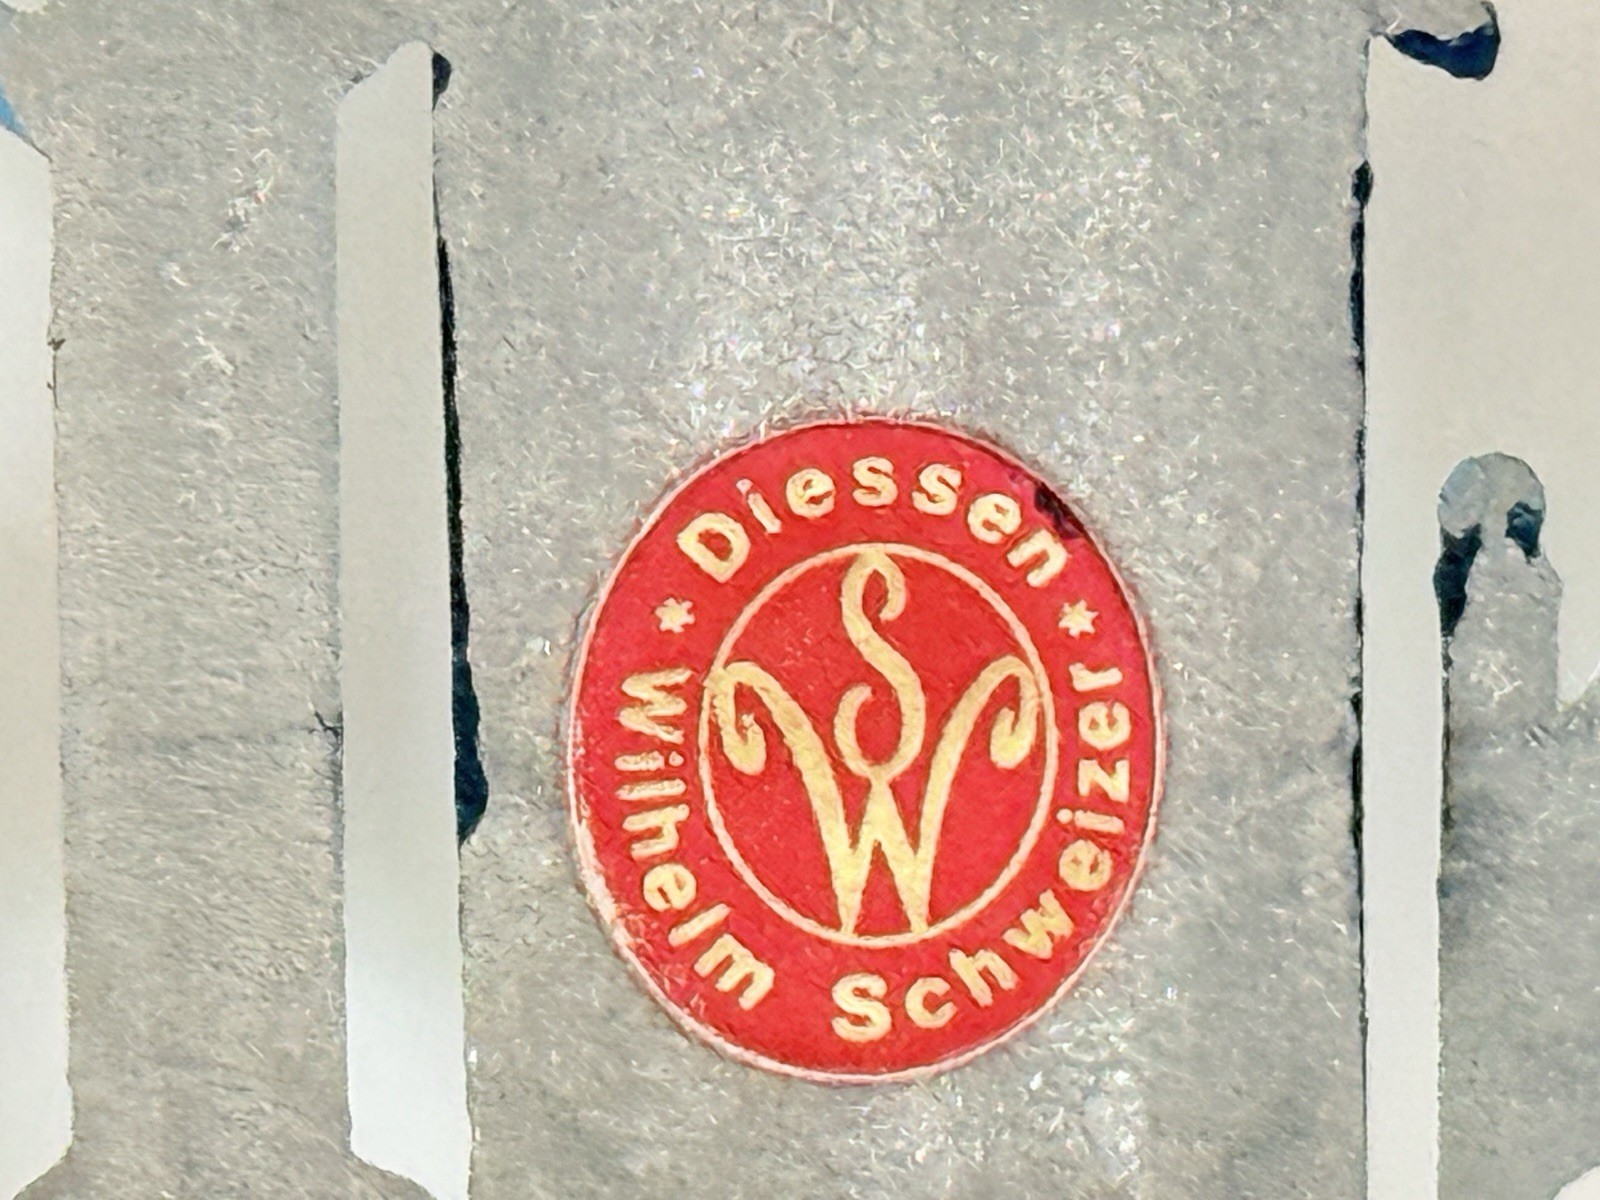 * Diessen *
Wilhelm Schweizer
SW